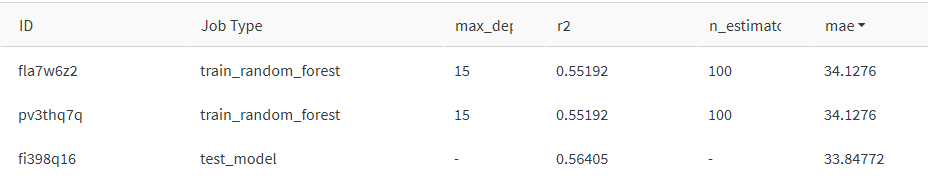 ID Job Type max_dep r2 n_estimato mae
fla7w6z2 train_random_forest 15 0.55192 100 34.1276
pv3thq7q train_random_forest 15 0.55192 100 34.1276
fi398q16 test_model - 0.56405 - 33.84772